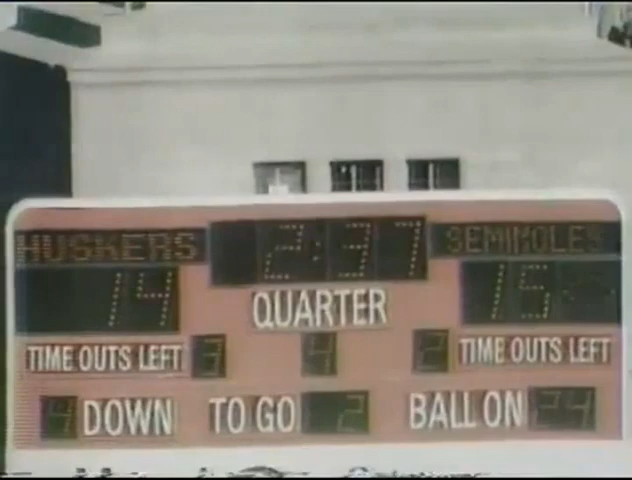 HUSKERS 2:37 SEMINOLES
14 15
QUARTER
TIME OUTS LEFT 3 4 2 TIME OUTS LEFT
4 DOWN TO GO 2 BALL ON 24